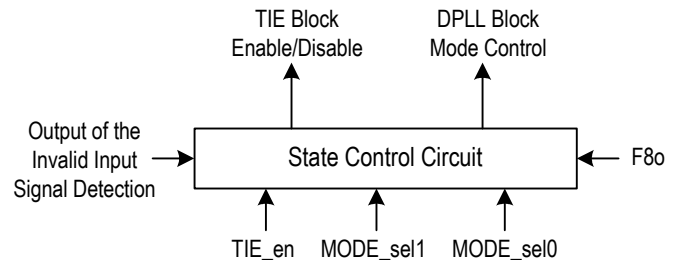 TIE Block
Enable/Disable
DPLL Block
Mode Control
Output of the
Invalid Input
Signal Detection
State Control Circuit
F8o
TIE_en
MODE_sel1
MODE_sel0